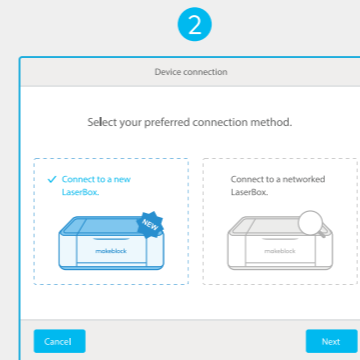 2
Device connection
Select your preferred connection method.
Connect to a new
LaserBox.
NEW
makeblock
Connect to a networked
LaserBox.
makeblock
Cancel
Next